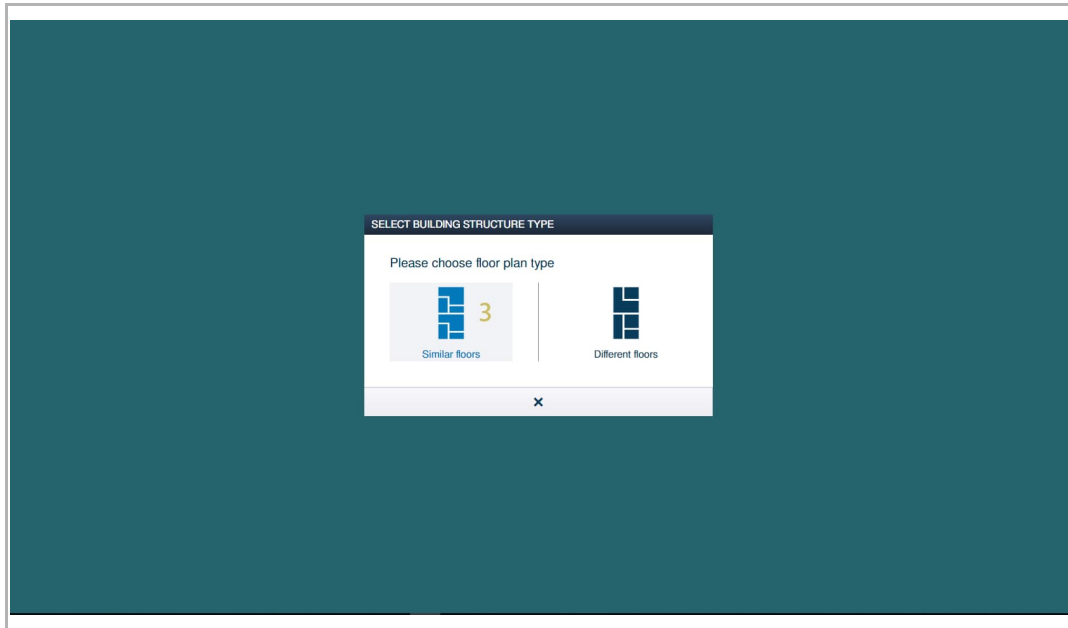 SELECT BUILDING STRUCTURE TYPE
Please choose floor plan type
3
Similar floors
Different floors